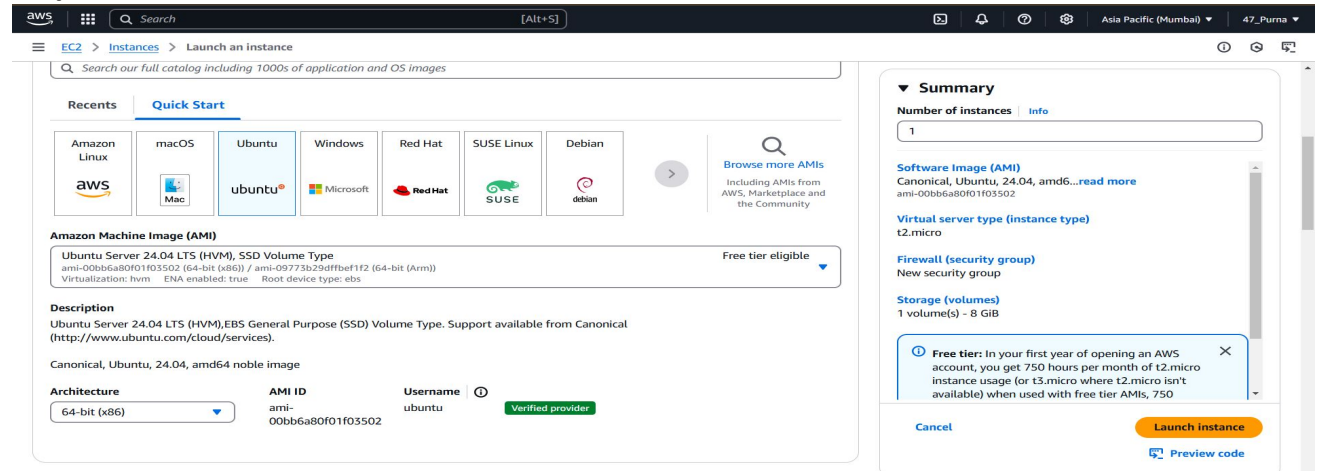 aws
Search
[Alt+S]
Asia Pacific (Mumbai)
47_Purna
EC2 > Instances > Launch an instance
Search our full catalog including 1000s of application and OS images
Recents
Quick Start
Amazon Linux
aws
macOS
Mac
Ubuntu
ubuntu
Windows
Microsoft
Red Hat
Red Hat
SUSE Linux
SUSE
Debian
debian
Browse more AMIs
Including AMIs from
AWS, Marketplace and
the Community
Amazon Machine Image (AMI)
Ubuntu Server 24.04 LTS (HVM), SSD Volume Type
Free tier eligible
ami-00bb6a80f01f03502 (64-bit (x86)) / ami-09773b29dffbef1f2 (64-bit (Arm))
Virtualization: hvm ENA enabled: true Root device type: ebs
Description
Ubuntu Server 24.04 LTS (HVM),EBS General Purpose (SSD) Volume Type. Support available from Canonical
(http://www.ubuntu.com/cloud/services).
Canonical, Ubuntu, 24.04, amd64 noble image
Architecture
64-bit (x86)
AMI ID
ami-
00bb6a80f01f03502
Username
ubuntu
Verified provider
Summary
Number of instances
Info
1
Software Image (AMI)
Canonical, Ubuntu, 24.04, amd6...read more
ami-00bb6a80f01f03502
Virtual server type (instance type)
t2.micro
Firewall (security group)
New security group
Storage (volumes)
1 volume(s) - 8 GiB
Free tier: In your first year of opening an AWS
account, you get 750 hours per month of t2.micro
instance usage (or t3.micro where t2.micro isn't
available) when used with free tier AMIs, 750
Cancel
Launch instance
Preview code